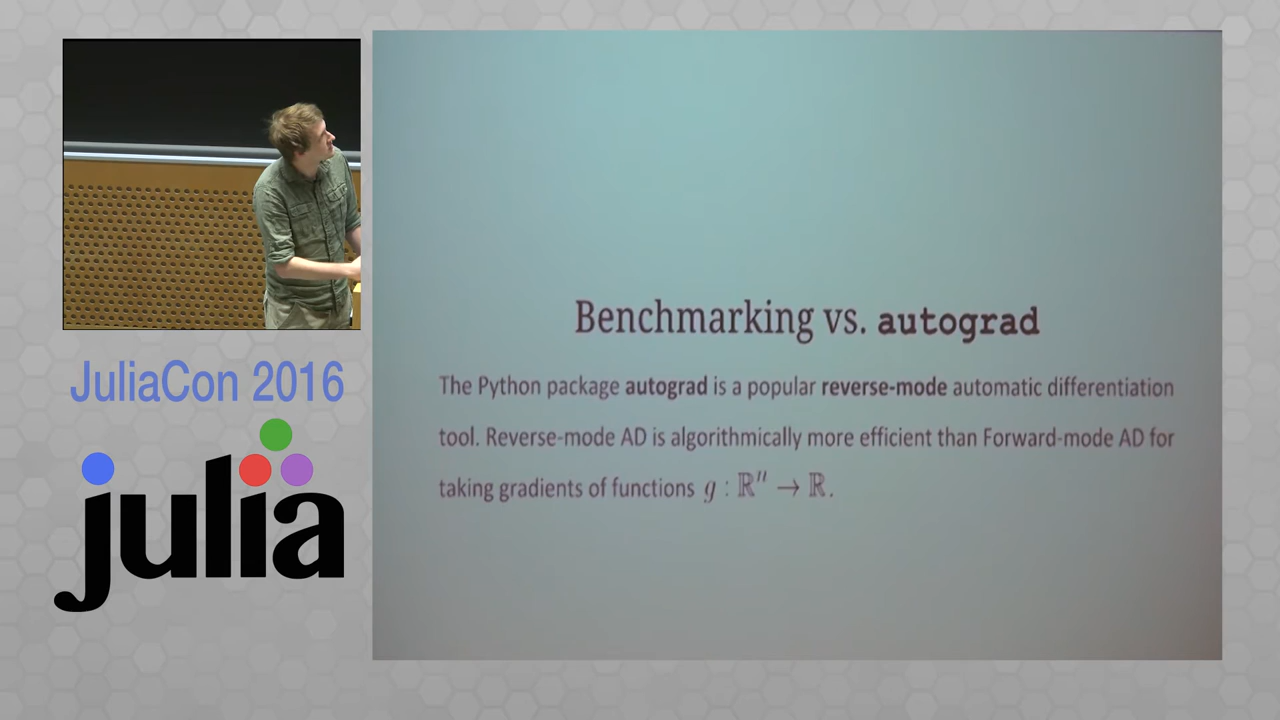 JuliaCon 2016
julia
Benchmarking vs. autograd
The Python package autograd is a popular reverse-mode automatic differentiation
tool. Reverse-mode AD is algorithmically more efficient than Forward-mode AD for
taking gradients of functions g : ℝⁿ → ℝ.